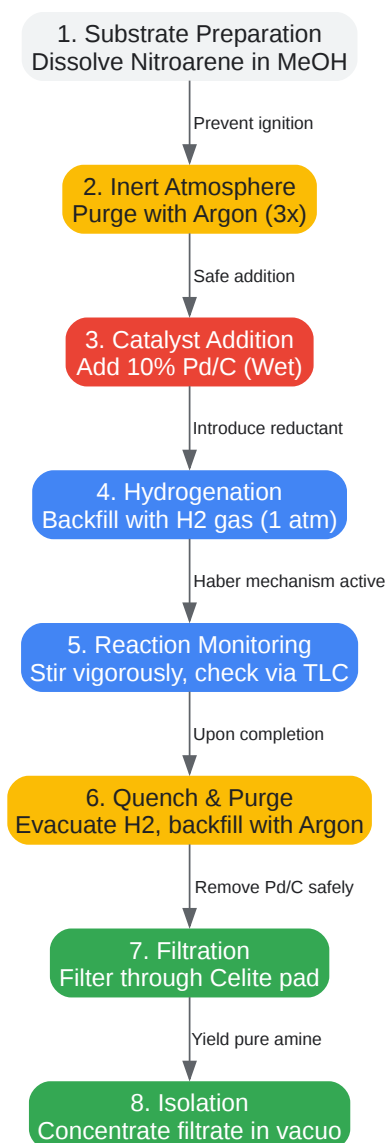 1. Substrate Preparation
Dissolve Nitroarene in MeOH
Prevent ignition
2. Inert Atmosphere
Purge with Argon (3x)
Safe addition
3. Catalyst Addition
Add 10% Pd/C (Wet)
Introduce reductant
4. Hydrogenation
Backfill with H2 gas (1 atm)
Haber mechanism active
5. Reaction Monitoring
Stir vigorously, check via TLC
Upon completion
6. Quench & Purge
Evacuate H2, backfill with Argon
Remove Pd/C safely
7. Filtration
Filter through Celite pad
Yield pure amine
8. Isolation
Concentrate filtrate in vacuo